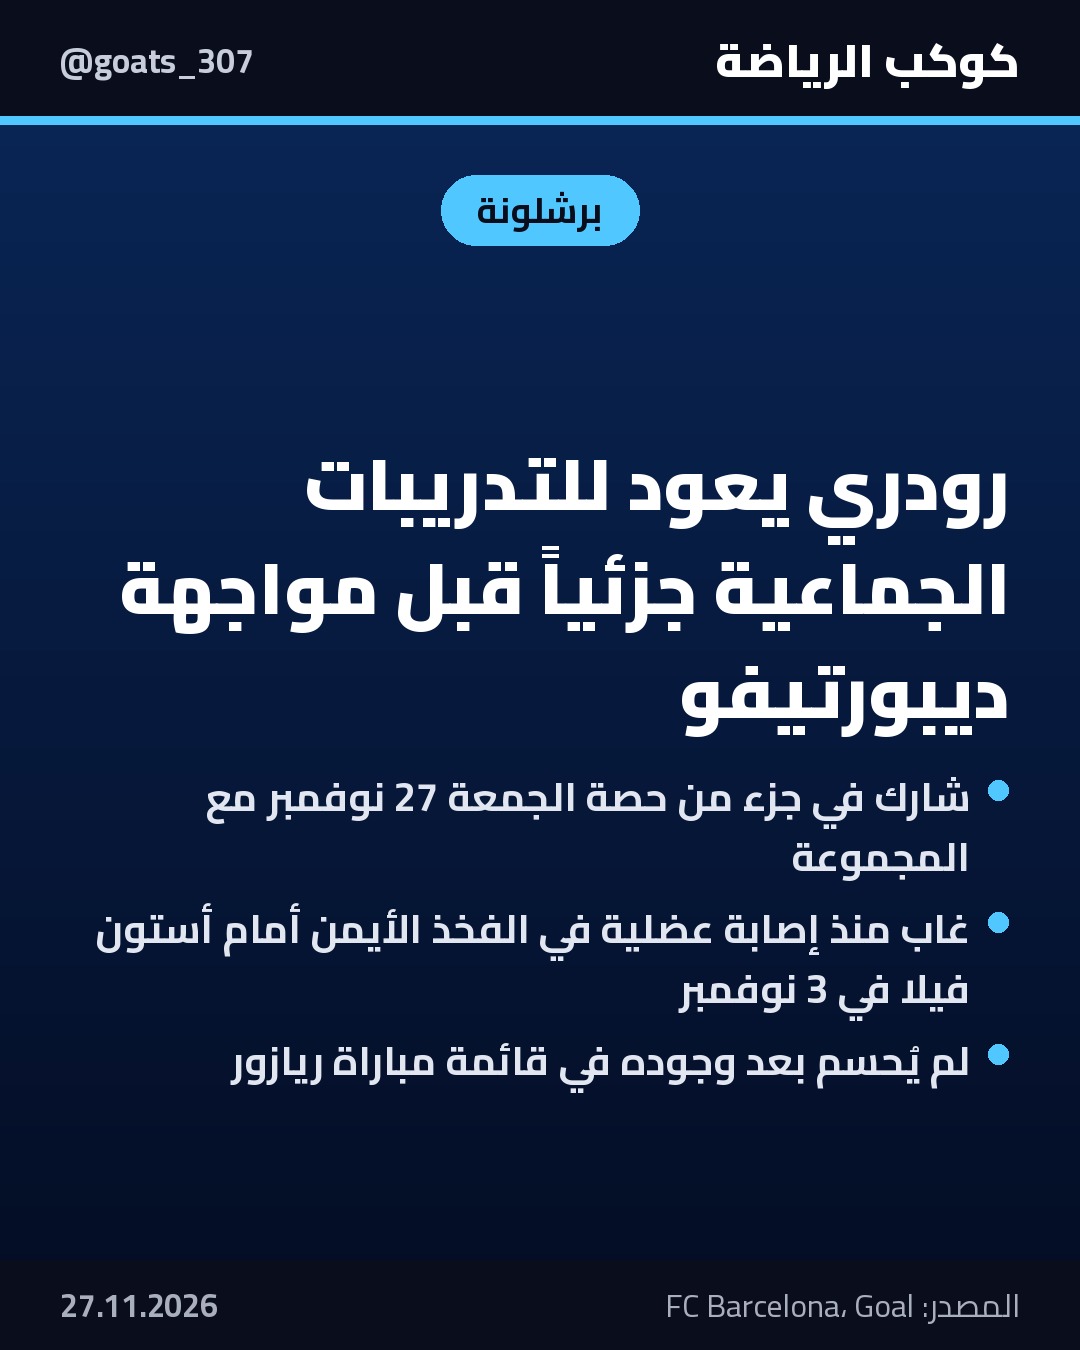 كوكب الرياضة
@goats_307
برشلونة
رودري يعود للتدريبات
الجماعية جزئياً قبل مواجهة
ديبورتيفو
شارك في جزء من حصة الجمعة 27 نوفمبر مع
المجموعة
غاب منذ إصابة عضلية في الفخذ الأيمن أمام أستون
فيلا في 3 نوفمبر
لم يُحسم بعد وجوده في قائمة مباراة ريازور
المصدر: FC Barcelona، Goal
27.11.2026